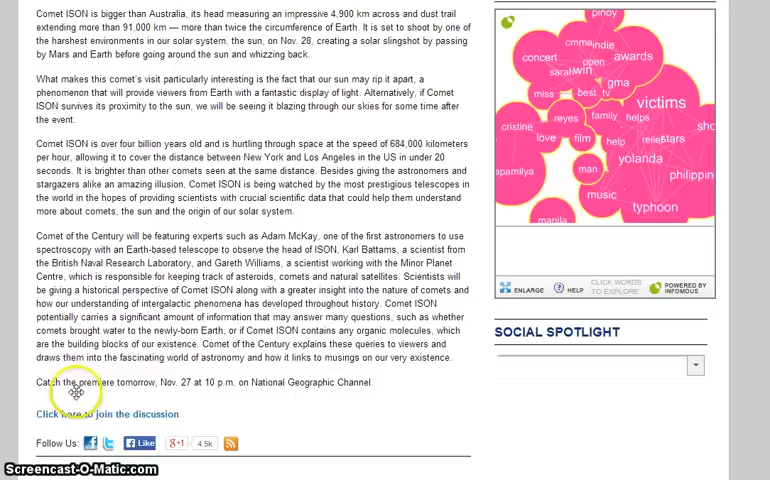 Comet ISON is bigger than Australia, its head measuring an impressive 4,900 km across and dust trail
extending more than 91,000 km — more than twice the circumference of Earth. It is set to shoot by one of
the harshest environments in our solar system, the sun, on Nov. 28, creating a solar slingshot by passing
by Mars and Earth before going around the sun and whizzing back.
What makes this comet's visit particularly interesting is the fact that our sun may rip it apart, a
phenomenon that will provide viewers from Earth with a fantastic display of light. Alternatively, if Comet
ISON survives its proximity to the sun, we will be seeing it blazing through our skies for some time after
the event.
Comet ISON is over four billion years old and is hurtling through space at the speed of 684,000 kilometers
per hour, allowing it to cover the distance between New York and Los Angeles in the US in under 20
seconds. It is brighter than other comets seen at the same distance. Besides giving the astronomers and
stargazers alike an amazing illusion, Comet ISON is being watched by the most prestigious telescopes in
the world in the hopes of providing scientists with crucial scientific data that could help them understand
more about comets, the sun and the origin of our solar system.
Comet of the Century will be featuring experts such as Adam McKay, one of the first astronomers to use
spectroscopy with an Earth-based telescope to observe the head of ISON, Karl Battams, a scientist from
the British Naval Research Laboratory, and Gareth Williams, a scientist working with the Minor Planet
Centre, which is responsible for keeping track of asteroids, comets and natural satellites. Scientists will
be giving a historical perspective of Comet ISON along with a greater insight into the nature of comets and
how our understanding of intergalactic phenomena has developed throughout history. Comet ISON
potentially carries a significant amount of information that may answer many questions, such as whether
comets brought water to the newly-born Earth, or if Comet ISON contains any organic molecules, which
are the building blocks of our existence. Comet of the Century explains these queries to viewers and
draws them into the fascinating world of astronomy and how it links to musings on our very existence.
Catch the premiere tomorrow, Nov. 27 at 10 p.m. on National Geographic Channel.
Click here to join the discussion
Follow Us: Like +1 4.5k
pinoy
cmma indie
concert open awards
sarah win
gma
miss best tv
victims
reyes family helps
cristine sho
love film help relief stars
yolanda
apamilya man philippin
music
typhoon
manila
ENLARGE HELP CLICK WORDS TO EXPLORE POWERED BY INFOMOUS
SOCIAL SPOTLIGHT
Screencast-O-Matic.com